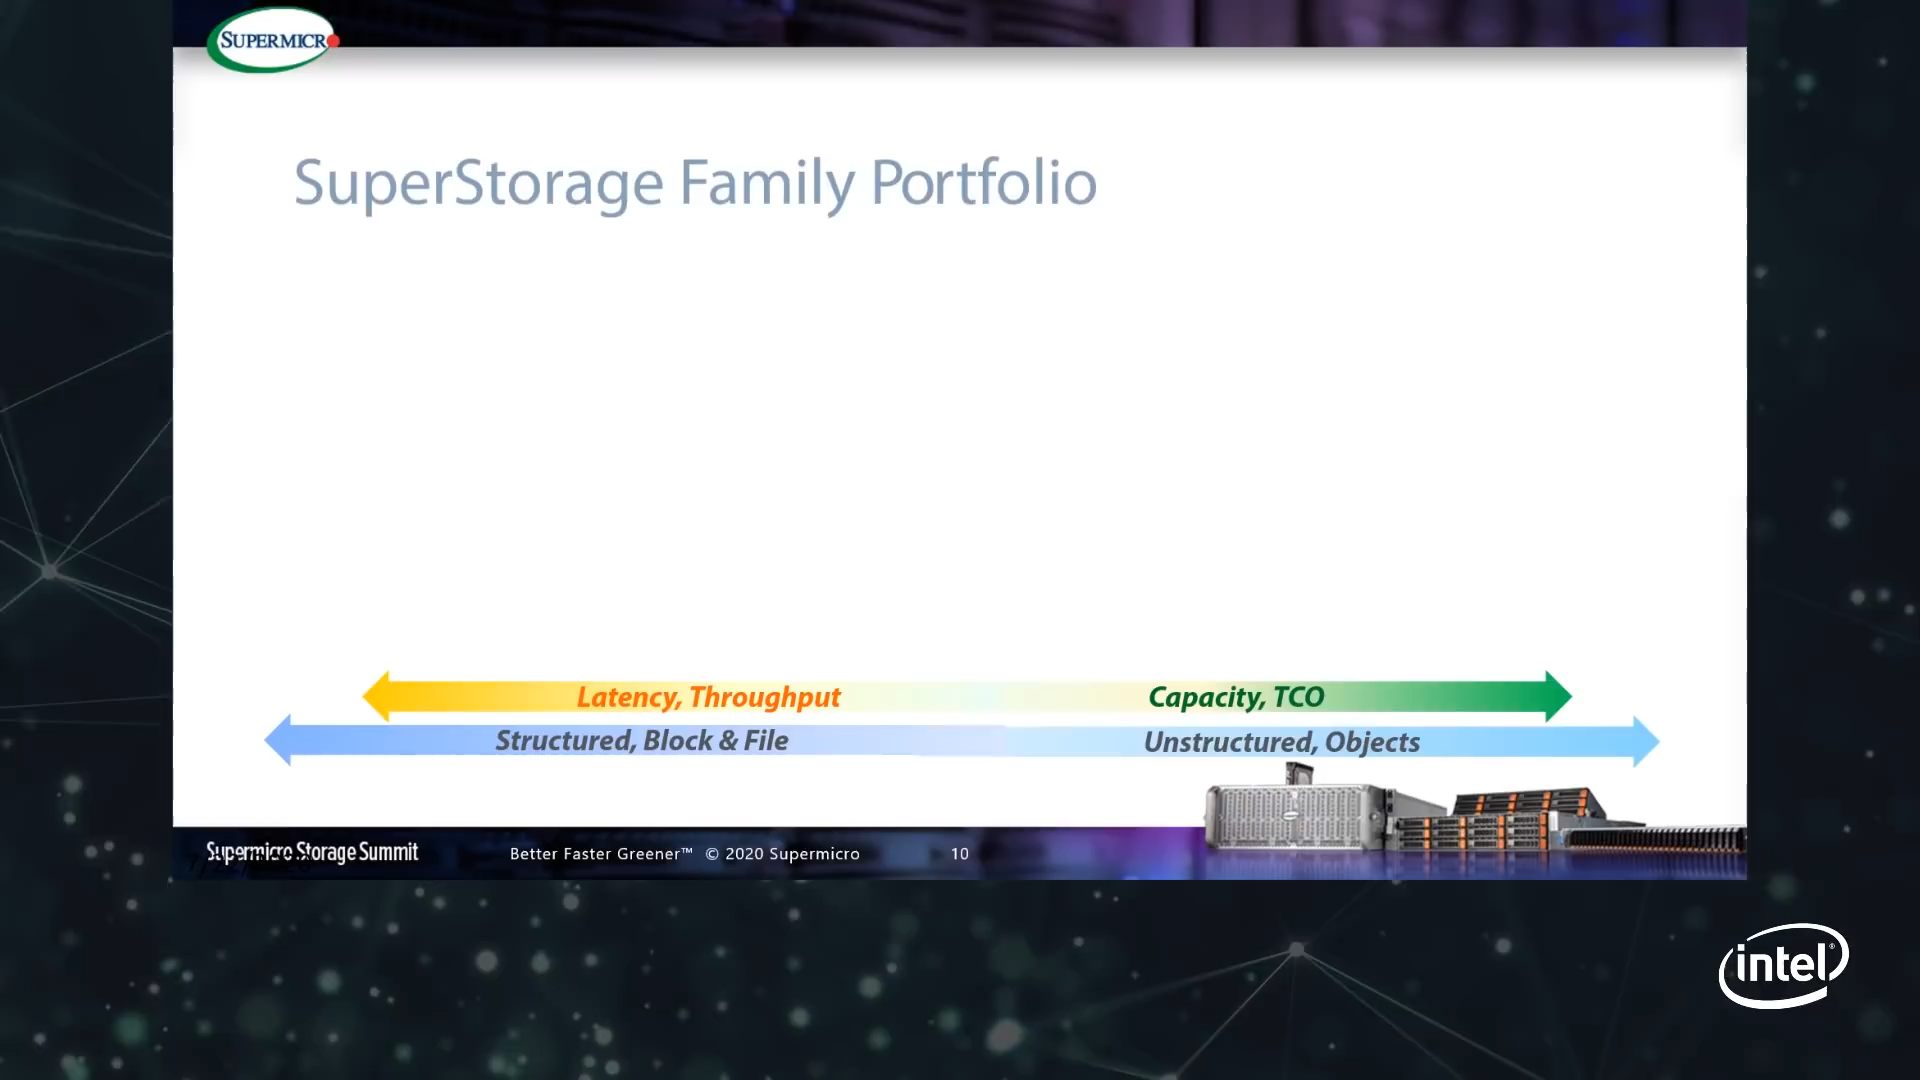 SUPERMICR
SuperStorage Family Portfolio
Latency, Throughput
Capacity, TCO
Structured, Block & File
Unstructured, Objects
Supermicro Storage Summit
Better Faster Greener™ © 2020 Supermicro
10
intel®